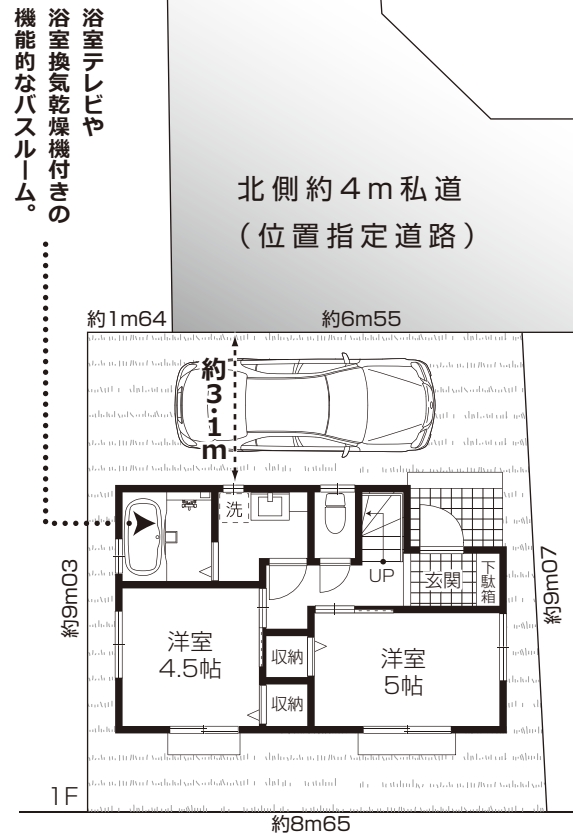 浴室テレビや
浴室換気乾燥機付きの
機能的なバスルーム。
北側約4m私道
（位置指定道路）
約1m64
約6m55
約3.1m
洗
UP
玄関
下駄箱
約9m03
約9m07
洋室
4.5帖
収納
収納
洋室
5帖
1F
約8m65